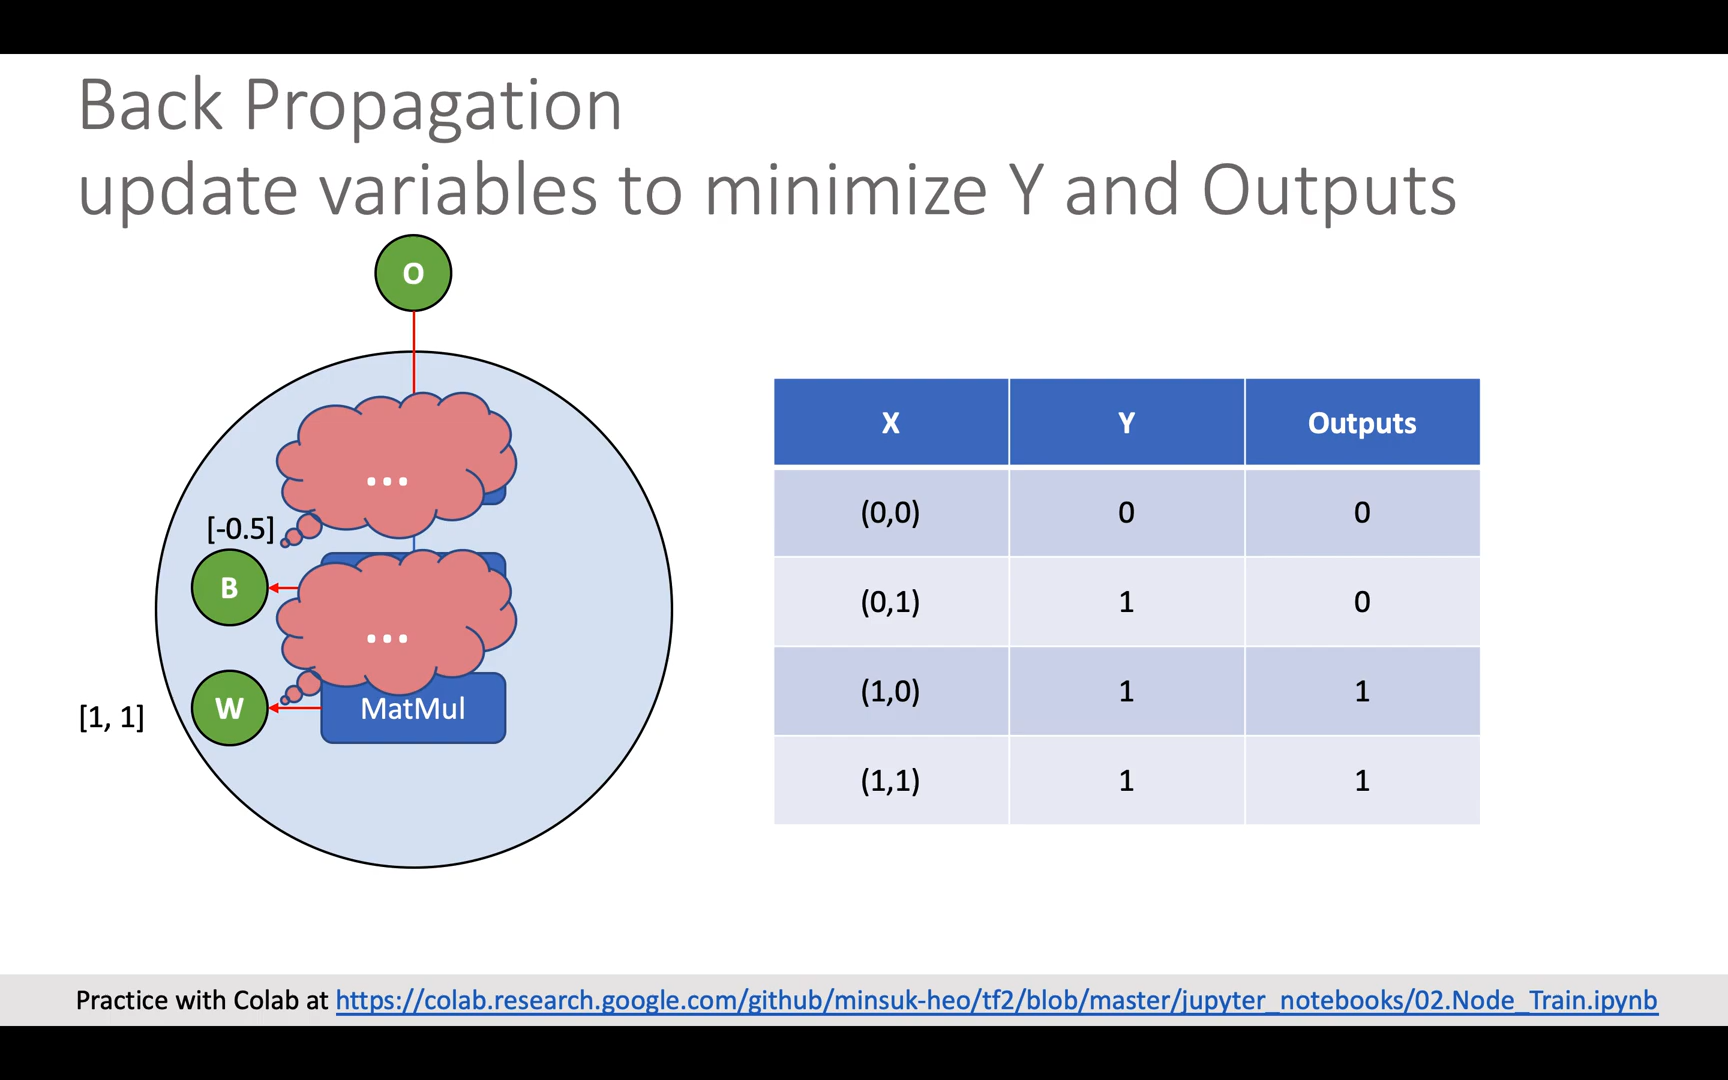 Back Propagation
update variables to minimize Y and Outputs
O
...
[-0.5]
B
...
[1, 1]
W
MatMul
X Y Outputs
(0,0) 0 0
(0,1) 1 0
(1,0) 1 1
(1,1) 1 1
Practice with Colab at https://colab.research.google.com/github/minsuk-heo/tf2/blob/master/jupyter_notebooks/02.Node_Train.ipynb